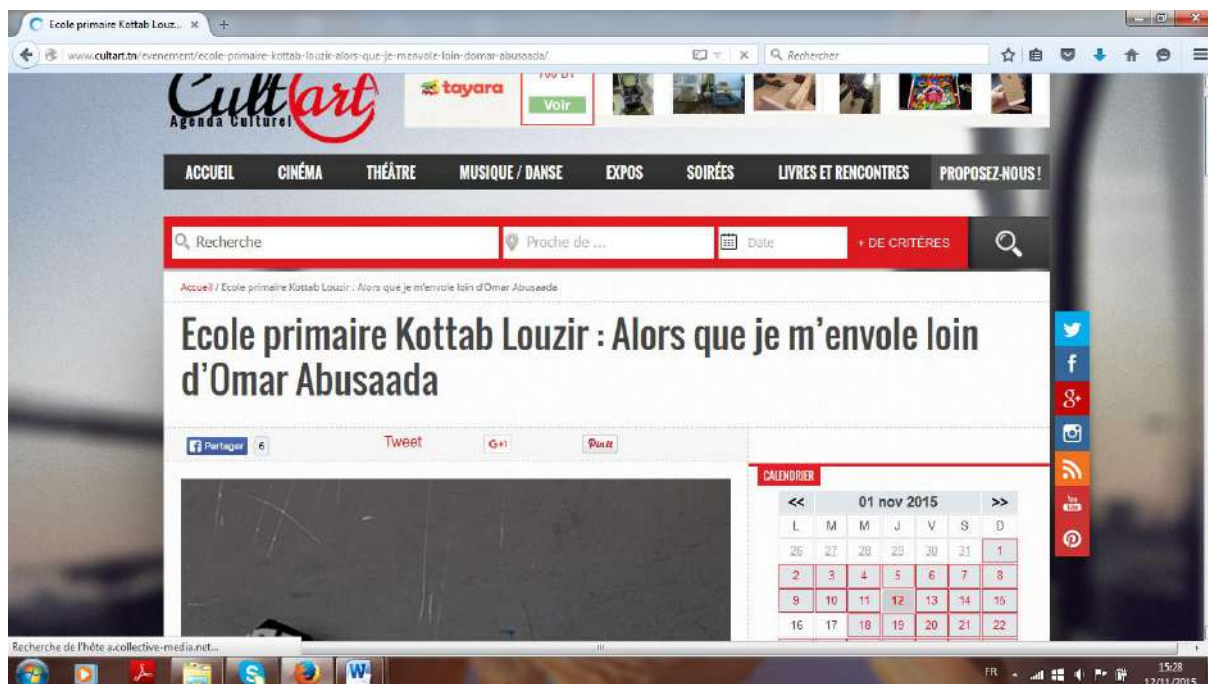 Ecole primaire Kottab Louz... × +
www.cultart.tn/evenement/ecole-primaire-kottab-louzir-alors-que-je-menvole-loin-domar-abusaada/
Rechercher
Cultart
Agenda Culturel
tayara
700 DT
Voir
ACCUEIL CINÉMA THÉÂTRE MUSIQUE / DANSE EXPOS SOIRÉES LIVRES ET RENCONTRES PROPOSEZ-NOUS !
Recherche Proche de ... Date + DE CRITÉRES
Accueil / Ecole primaire Kottab Louzir : Alors que je m'envole loin d'Omar Abusaada
Ecole primaire Kottab Louzir : Alors que je m'envole loin
d'Omar Abusaada
Partager 6 Tweet G+1 Pin it
CALENDRIER
<< 01 nov 2015 >>
L M M J V S D
26 27 28 29 30 31 1
2 3 4 5 6 7 8
9 10 11 12 13 14 15
16 17 18 19 20 21 22
You Tube
Recherche de l'hôte a.collective-media.net...
FR 15:28
12/11/2015